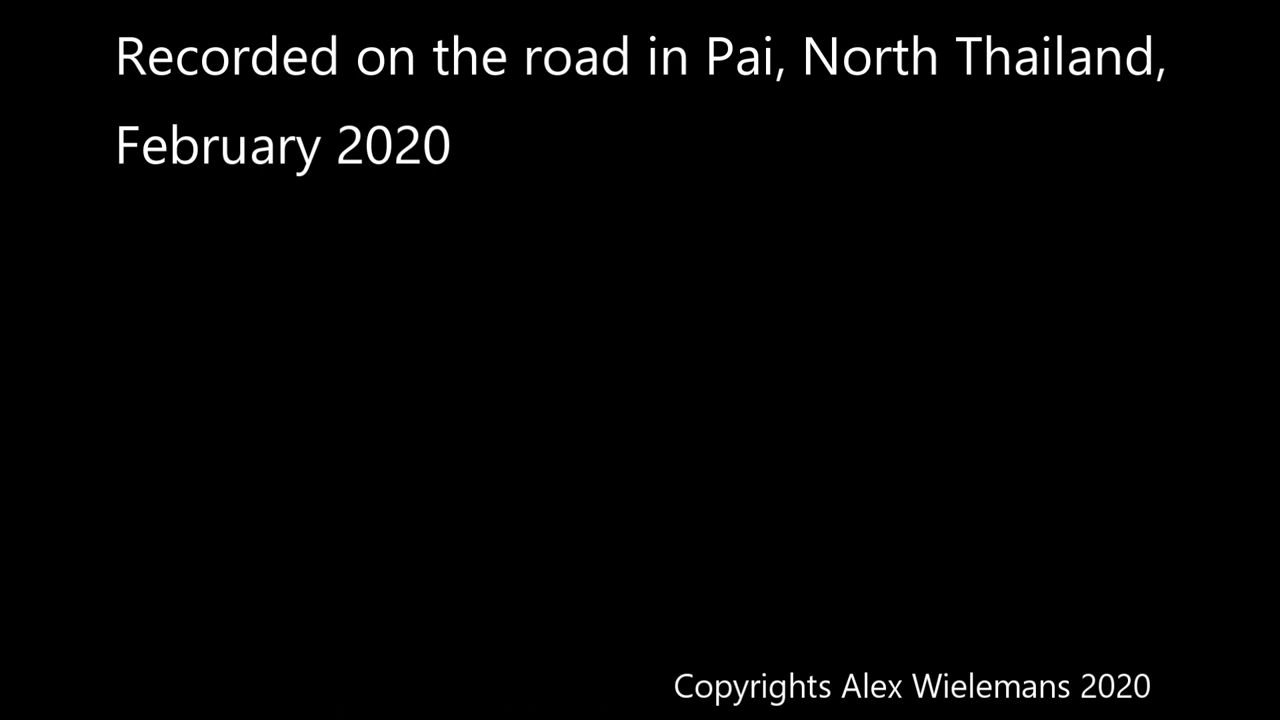 Recorded on the road in Pai, North Thailand,
February 2020
Copyrights Alex Wielemans 2020